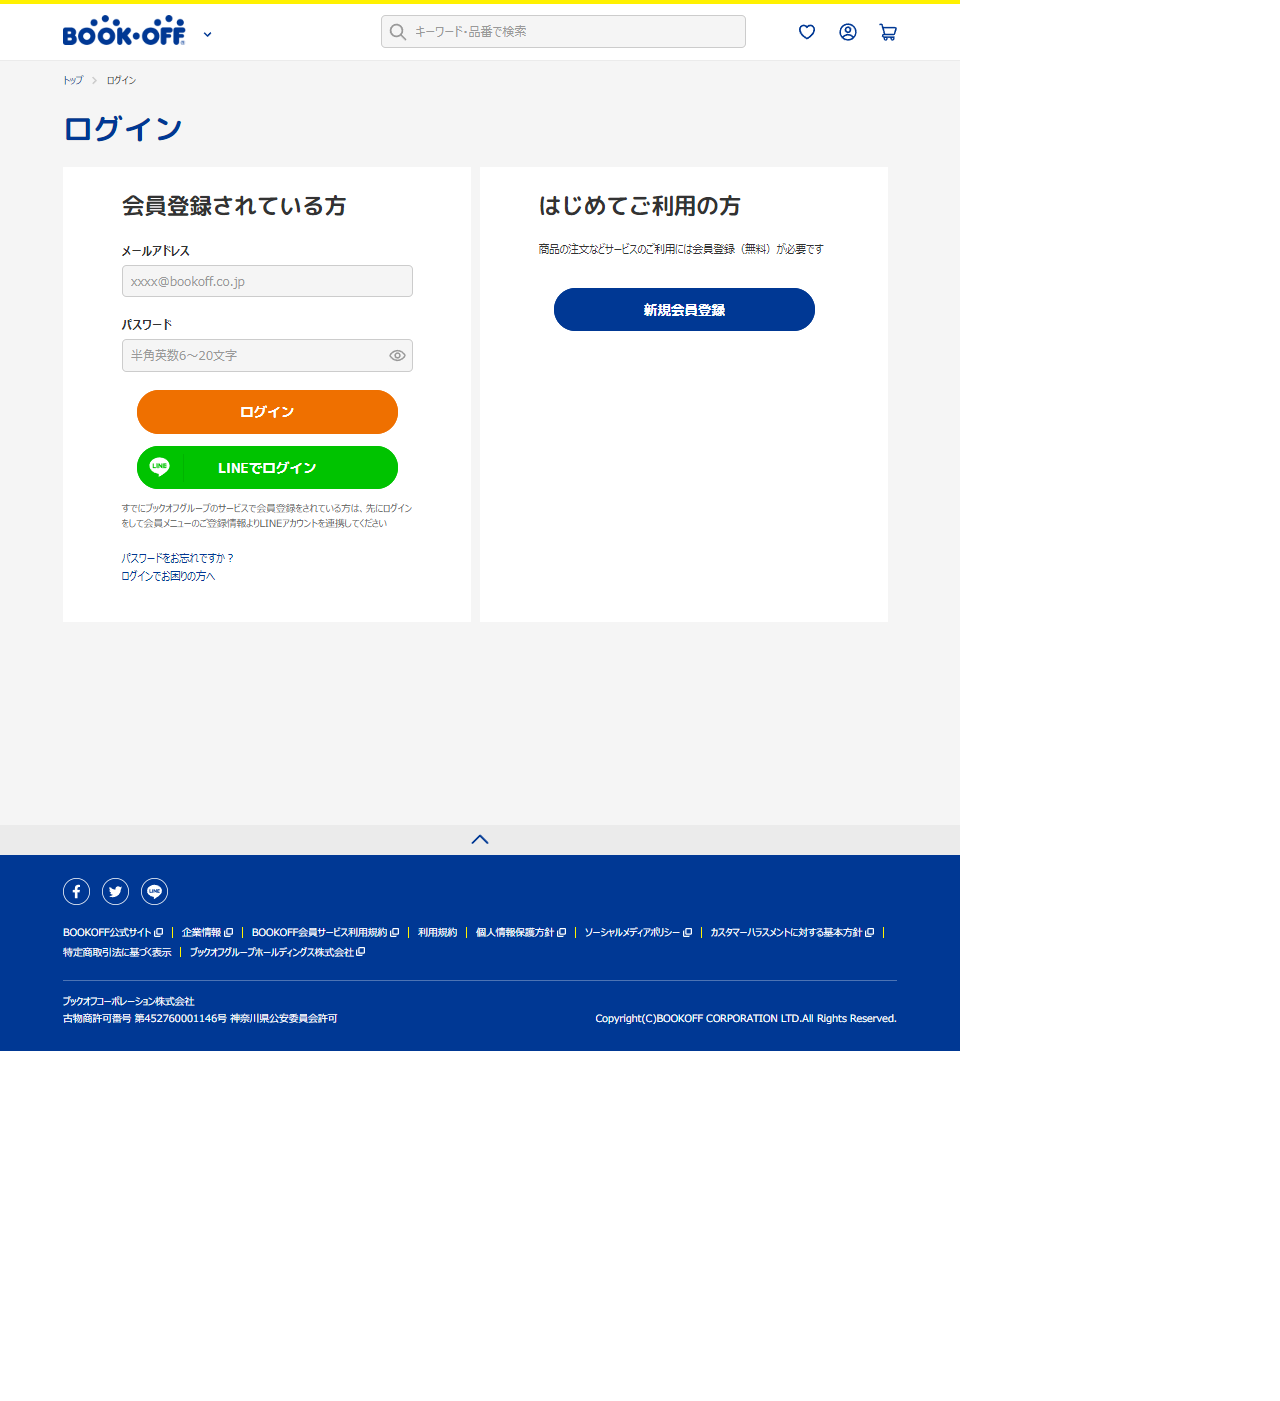 BOOK・OFF
キーワード・品番で検索
トップ ログイン
ログイン
会員登録されている方
メールアドレス
xxxx@bookoff.co.jp
パスワード
半角英数6～20文字
ログイン
LINE LINEでログイン
すでにブックオフグループのサービスで会員登録をされている方は、先にログイン
をして会員メニューのご登録情報よりLINEアカウントを連携してください
パスワードをお忘れですか？
ログインでお困りの方へ
はじめてご利用の方
商品の注文などサービスのご利用には会員登録（無料）が必要です
新規会員登録
LINE
BOOKOFF公式サイト | 企業情報 | BOOKOFF会員サービス利用規約 | 利用規約 | 個人情報保護方針 | ソーシャルメディアポリシー | カスタマーハラスメントに対する基本方針 |
特定商取引法に基づく表示 | ブックオフグループホールディングス株式会社
ブックオフコーポレーション株式会社
古物商許可番号 第452760001146号 神奈川県公安委員会許可
Copyright(C)BOOKOFF CORPORATION LTD.All Rights Reserved.